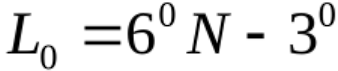 L₀ = 6⁰ N - 3⁰